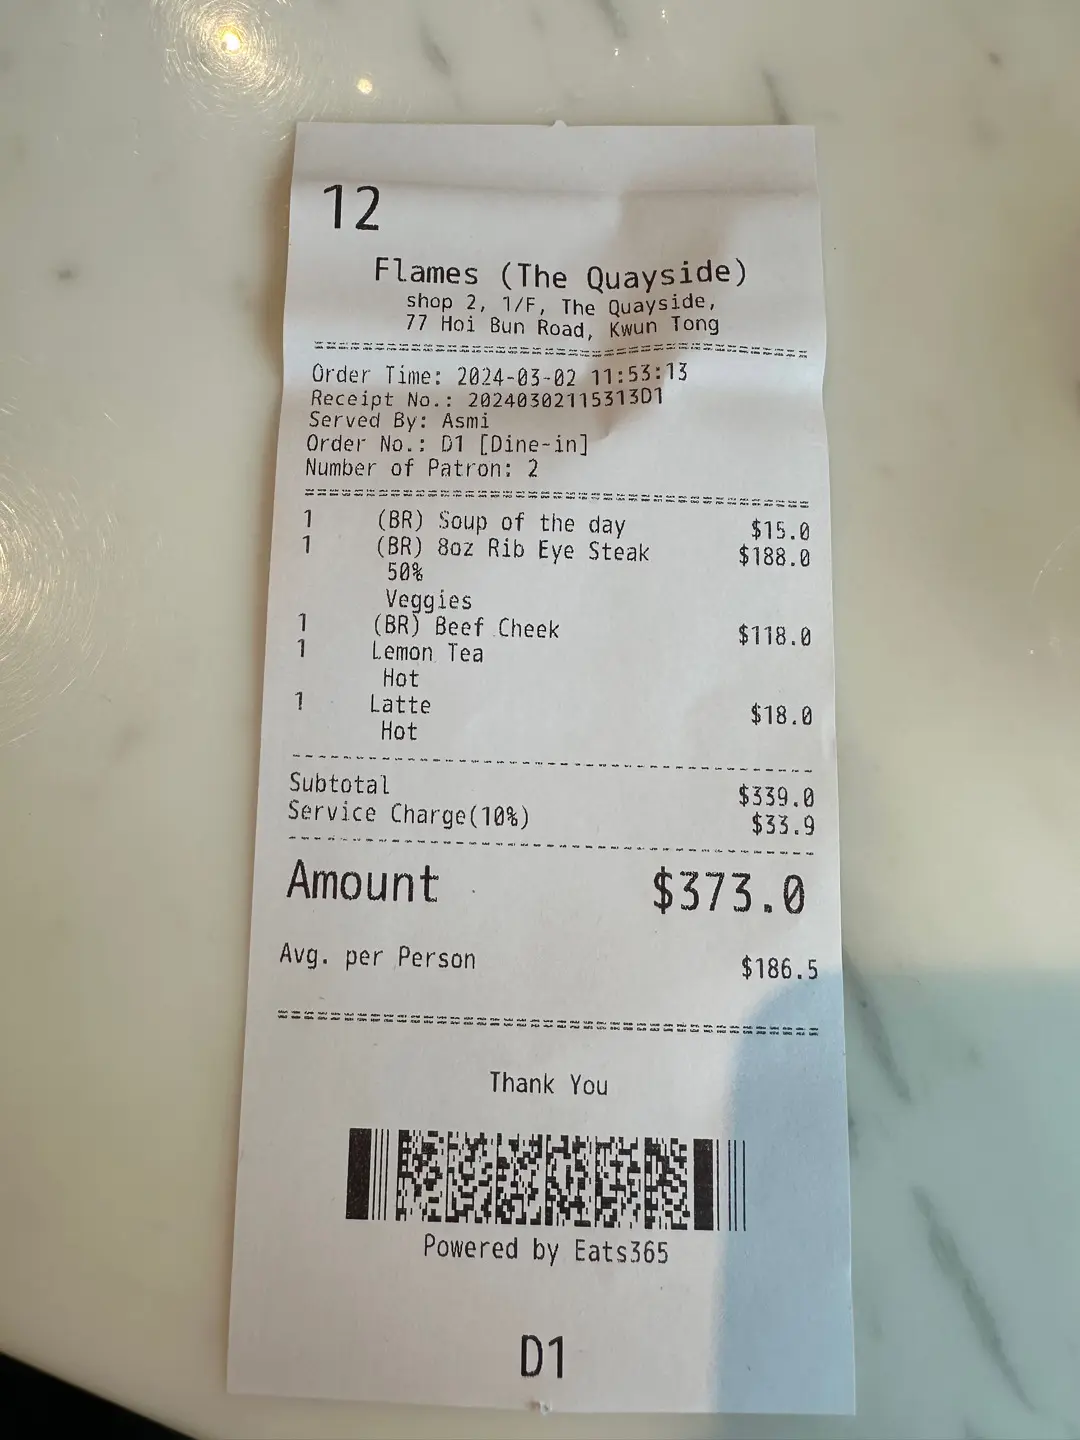 12
Flames (The Quayside)
shop 2, 1/F, The Quayside,
77 Hoi Bun Road, Kwun Tong
Order Time: 2024-03-02 11:53:13
Receipt No.: 20240302115313D1
Served By: Asmi
Order No.: D1 [Dine-in]
Number of Patron: 2
1 (BR) Soup of the day $15.0
1 (BR) 8oz Rib Eye Steak $188.0
50%
Veggies
1 (BR) Beef Cheek $118.0
1 Lemon Tea
Hot
1 Latte $18.0
Hot
Subtotal $339.0
Service Charge(10%) $33.9
Amount $373.0
Avg. per Person $186.5
Thank You
Powered by Eats365
D1